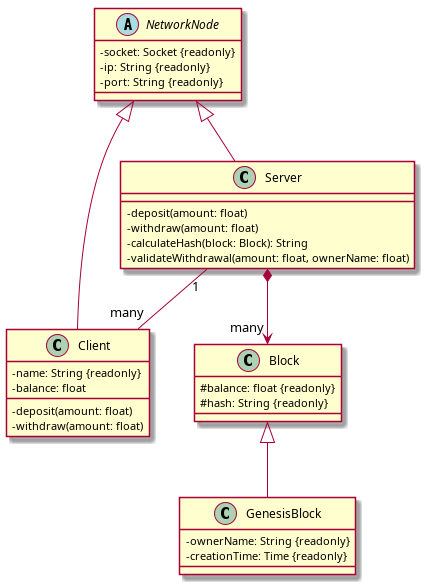 A NetworkNode
-socket: Socket {readonly}
-ip: String {readonly}
-port: String {readonly}
C Server
-deposit(amount: float)
-withdraw(amount: float)
-calculateHash(block: Block): String
-validateWithdrawal(amount: float, ownerName: float)
1
many
many
C Client
-name: String {readonly}
-balance: float
-deposit(amount: float)
-withdraw(amount: float)
C Block
#balance: float {readonly}
#hash: String {readonly}
C GenesisBlock
-ownerName: String {readonly}
-creationTime: Time {readonly}